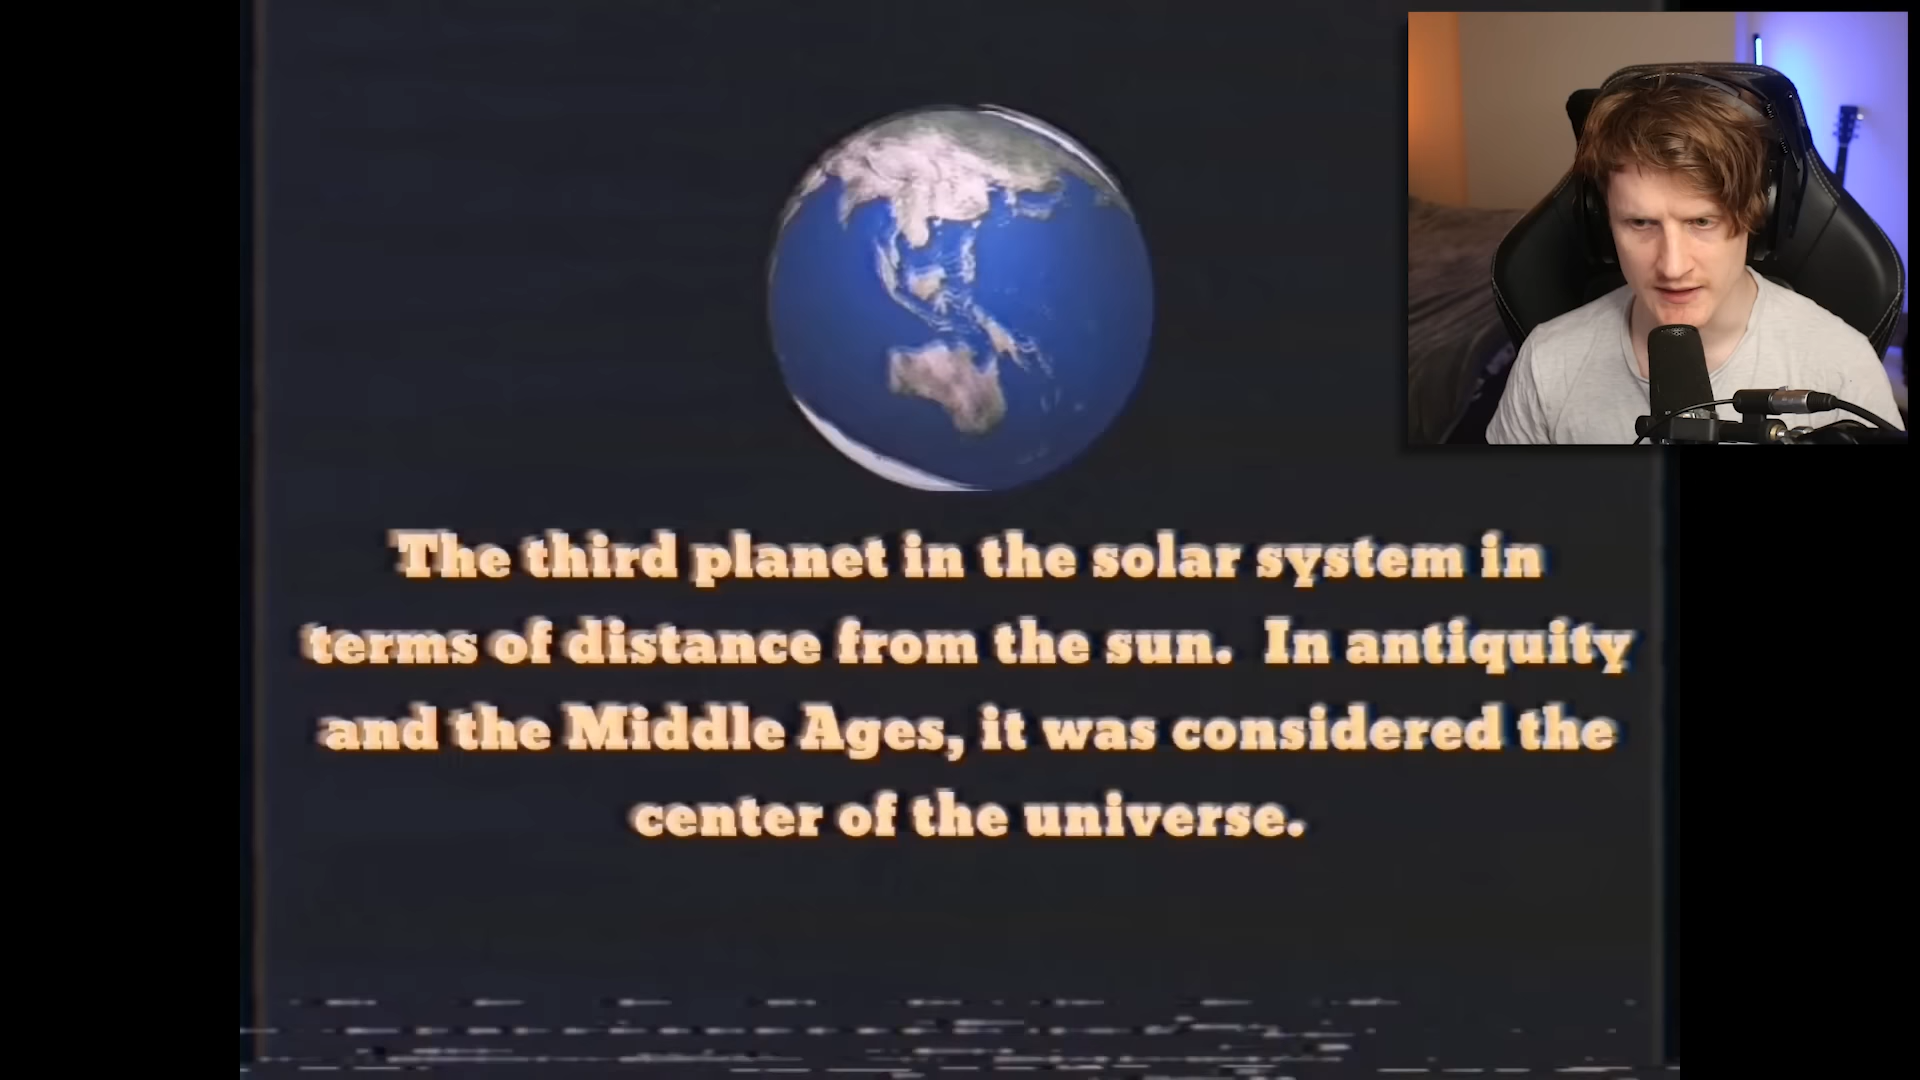 The third planet in the solar system in
terms of distance from the sun. In antiquity
and the Middle Ages, it was considered the
center of the universe.